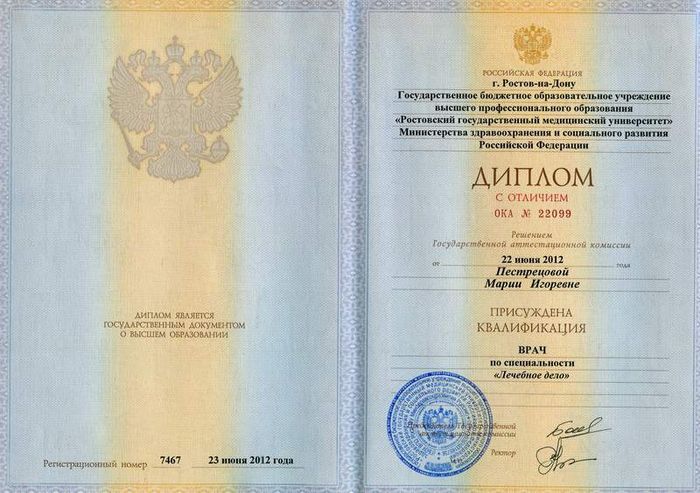 ДИПЛОМ ЯВЛЯЕТСЯ
ГОСУДАРСТВЕННЫМ ДОКУМЕНТОМ
О ВЫСШЕМ ОБРАЗОВАНИИ
Регистрационный номер 7467 23 июня 2012 года
РОССИЙСКАЯ ФЕДЕРАЦИЯ
г. Ростов-на-Дону
Государственное бюджетное образовательное учреждение
высшего профессионального образования
«Ростовский государственный медицинский университет»
Министерства здравоохранения и социального развития
Российской Федерации
ДИПЛОМ
С ОТЛИЧИЕМ
ОКА № 22099
Решением
Государственной аттестационной комиссии
от 22 июня 2012 года
Пестрецовой
Марии Игоревне
ПРИСУЖДЕНА
КВАЛИФИКАЦИЯ
ВРАЧ
по специальности
«Лечебное дело»
Председатель Государственной
аттестационной комиссии
Ректор